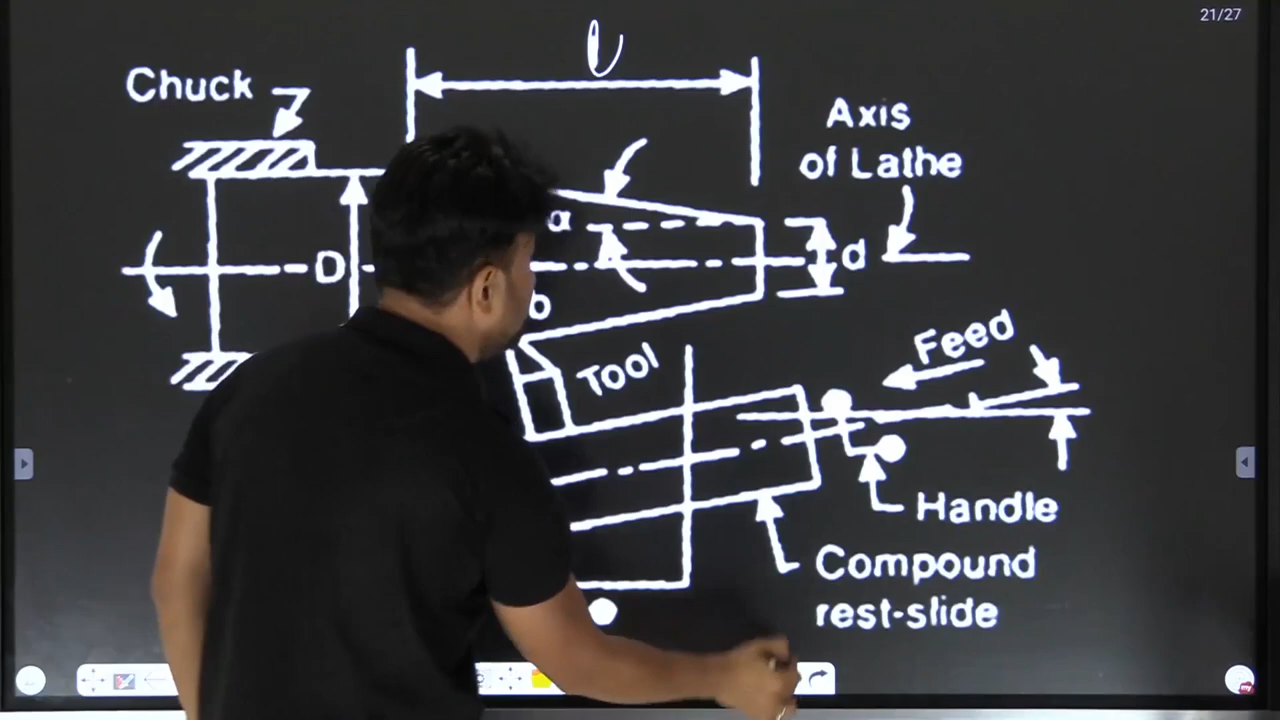 21/27
l
Chuck
Axis
of Lathe
α
D
d
b
Feed
Tool
Handle
Compound
rest-slide